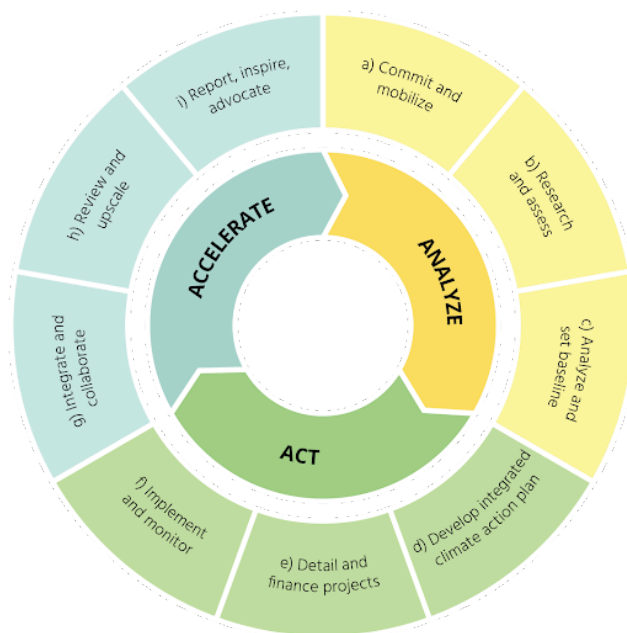 a) Commit and
mobilize
b) Research
and assess
c) Analyze and
set baseline
d) Develop integrated
climate action plan
e) Detail and
finance projects
f) Implement
and monitor
g) Integrate and
collaborate
h) Review and
upscale
i) Report, inspire,
advocate
ANALYZE
ACT
ACCELERATE